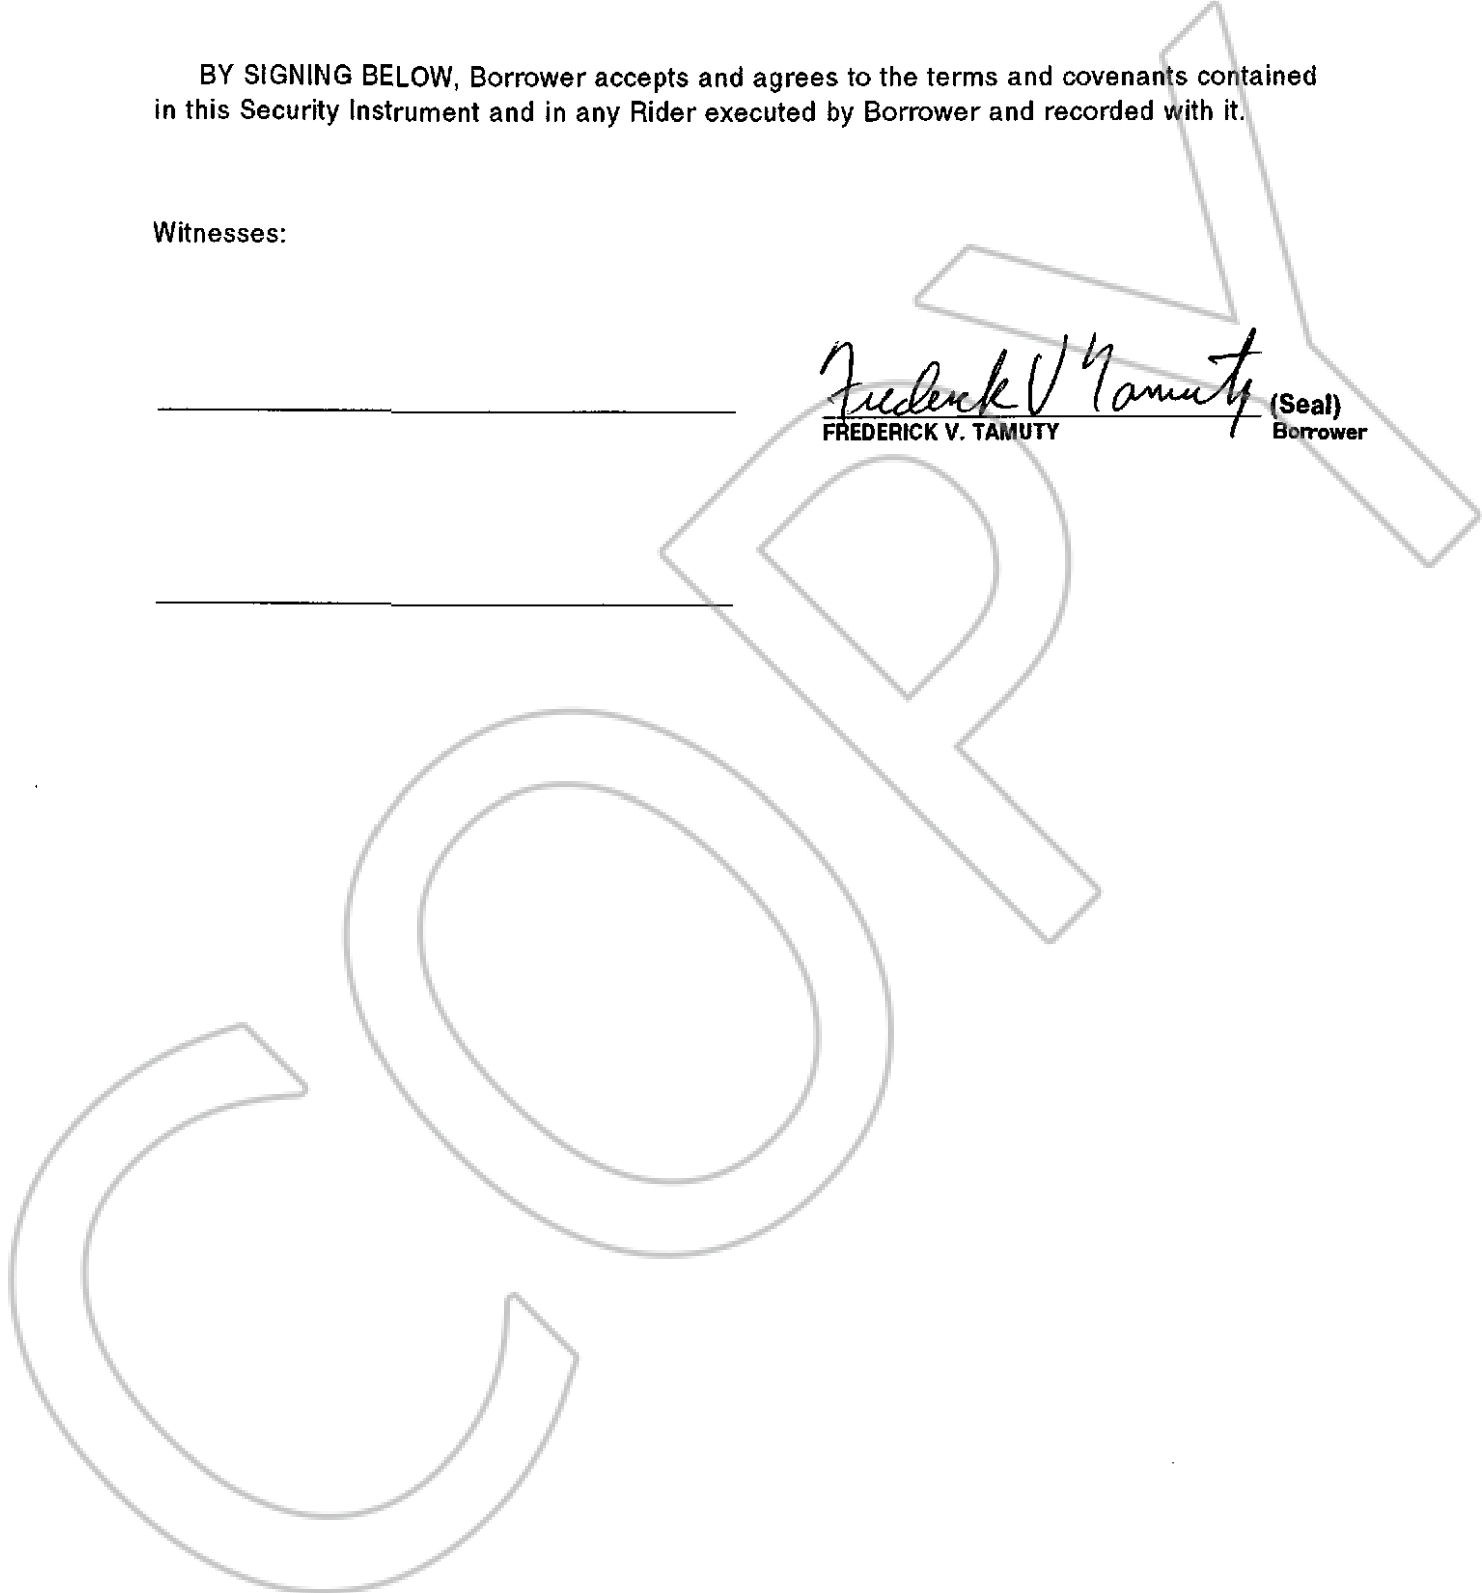 BY SIGNING BELOW, Borrower accepts and agrees to the terms and covenants contained
in this Security Instrument and in any Rider executed by Borrower and recorded with it.
Witnesses:
Frederick V Tamuty (Seal)
FREDERICK V. TAMUTY Borrower
COPY